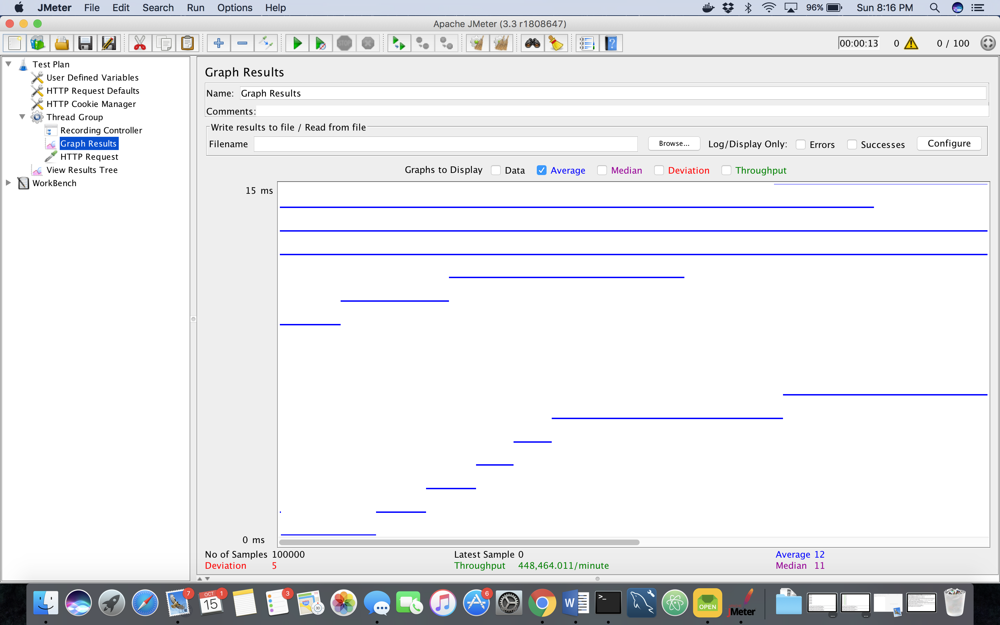 JMeter File Edit Search Run Options Help 96% Sun 8:16 PM
Apache JMeter (3.3 r1808647)
STOP 00:00:13 0 0 / 100
Test Plan
User Defined Variables
HTTP Request Defaults
HTTP Cookie Manager
Thread Group
Recording Controller
Graph Results
HTTP Request
View Results Tree
WorkBench
Graph Results
Name: Graph Results
Comments:
Write results to file / Read from file
Filename Browse... Log/Display Only: Errors Successes Configure
Graphs to Display Data Average Median Deviation Throughput
15 ms
0 ms
No of Samples 100000 Latest Sample 0 Average 12
Deviation 5 Throughput 448,464.011/minute Median 11
7 OCT 15 1 3 280 3D 6 W >_ OPEN JMeter